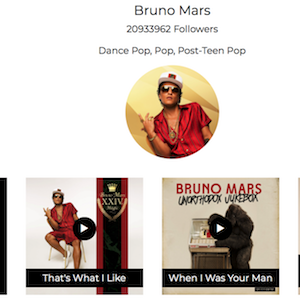 Bruno Mars
20933962 Followers
Dance Pop, Pop, Post-Teen Pop
Bruno Mars
XXIV
Magic
That's What I Like
BRUNO MARS
UNORTHODOX JUKEBOX
When I Was Your Man